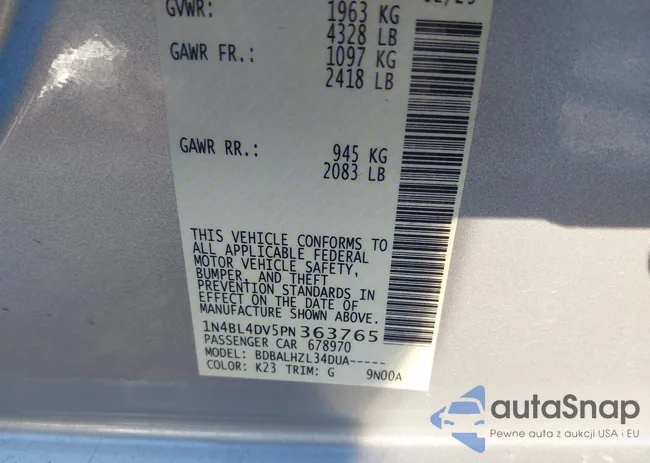 GVWR: 1963 KG
4328 LB
GAWR FR.: 1097 KG
2418 LB
GAWR RR.: 945 KG
2083 LB
THIS VEHICLE CONFORMS TO
ALL APPLICABLE FEDERAL
MOTOR VEHICLE SAFETY,
BUMPER, AND THEFT
PREVENTION STANDARDS IN
EFFECT ON THE DATE OF
MANUFACTURE SHOWN ABOVE.
1N4BL4DV5PN363765
PASSENGER CAR 678970
MODEL: BDBALHZL34DUA-----
COLOR: K23 TRIM: G 9N00A
autaSnap
Pewne auta z aukcji USA i EU